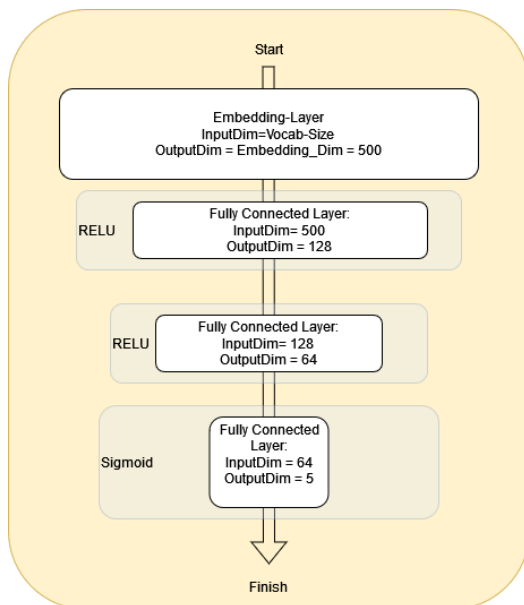 Start
Embedding-Layer
InputDim=Vocab-Size
OutputDim = Embedding_Dim = 500
RELU
Fully Connected Layer:
InputDim= 500
OutputDim = 128
RELU
Fully Connected Layer:
InputDim= 128
OutputDim = 64
Sigmoid
Fully Connected
Layer:
InputDim = 64
OutputDim = 5
Finish